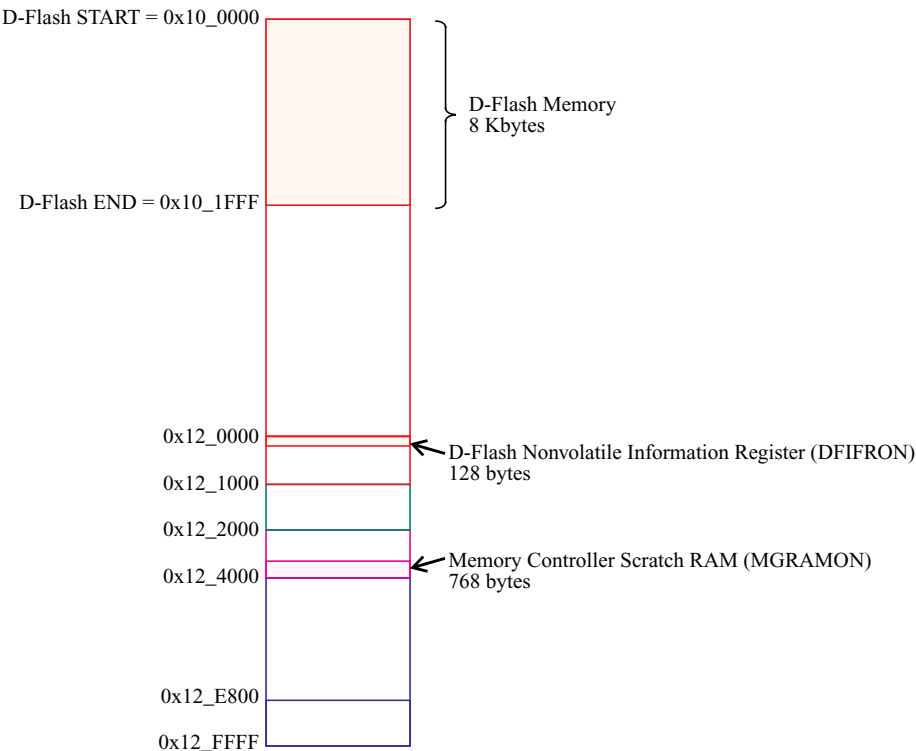 D-Flash START = 0x10_0000
D-Flash Memory
8 Kbytes
D-Flash END = 0x10_1FFF
0x12_0000
D-Flash Nonvolatile Information Register (DFIFRON)
128 bytes
0x12_1000
0x12_2000
Memory Controller Scratch RAM (MGRAMON)
768 bytes
0x12_4000
0x12_E800
0x12_FFFF